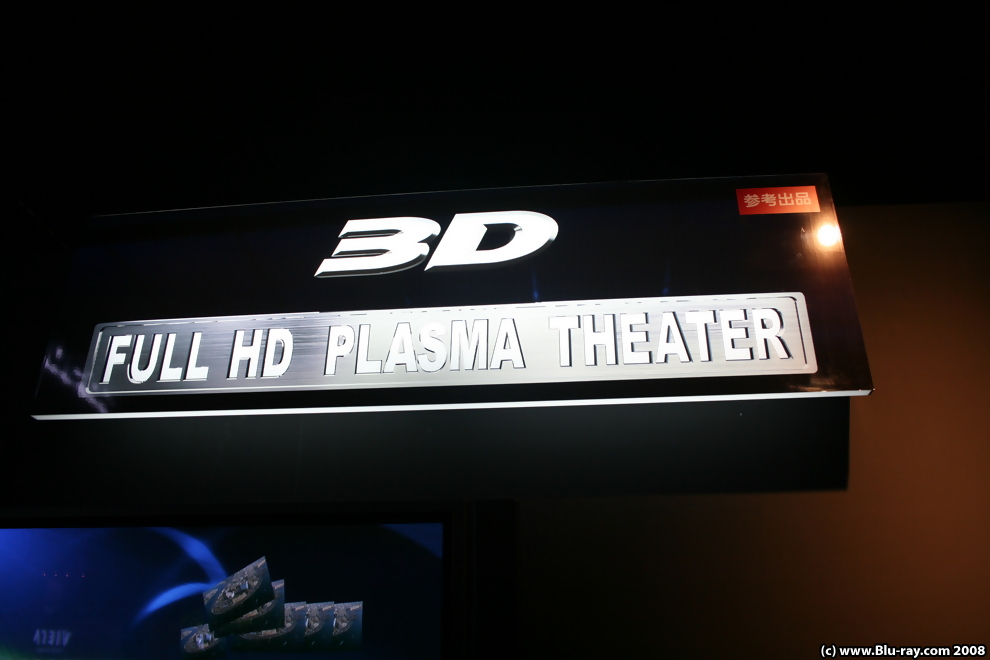 参考出品
3D
FULL HD PLASMA THEATER
(c) www.Blu-ray.com 2008